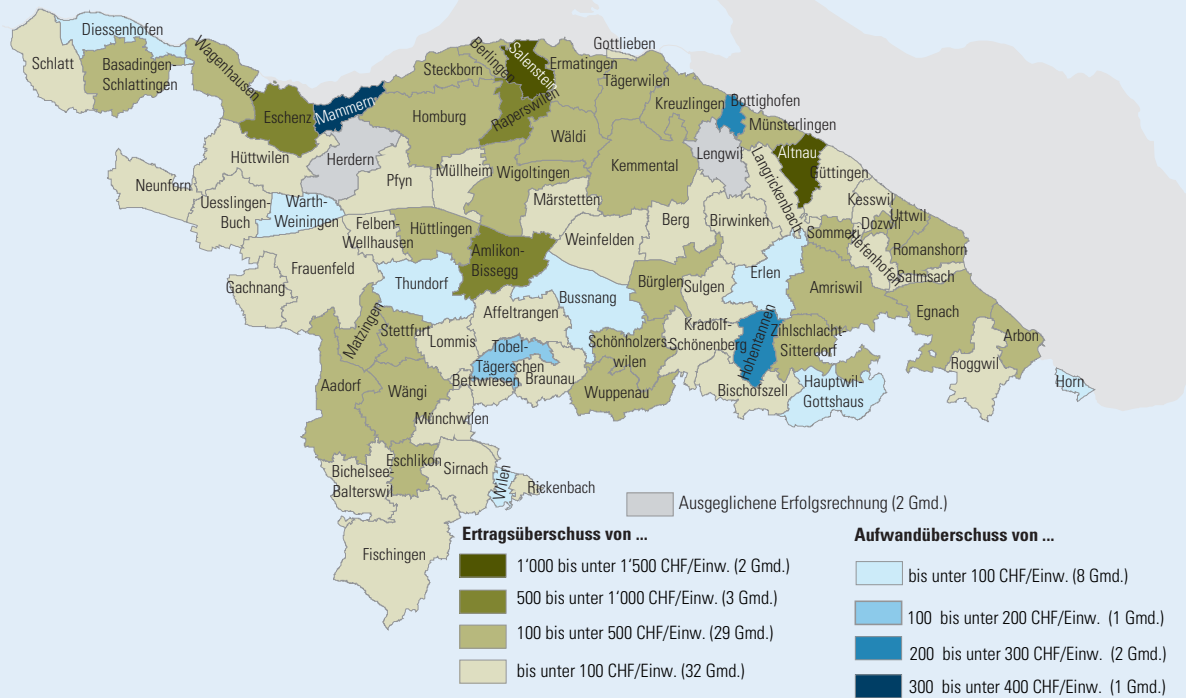 Diessenhofen
Schlatt
Basadingen-
Schlattingen
Wagenhausen
Eschenz
Mammern
Steckborn
Berlingen
Salenstein
Ermatingen
Gottlieben
Tägerwilen
Homburg
Raperswilen
Wäldi
Kreuzlingen
Bottighofen
Münsterlingen
Kemmental
Lengwil
Altnau
Langrickenbach
Güttingen
Kesswil
Uttwil
Dozwil
Sommeri
Hefenhofen
Romanshorn
Salmsach
Hüttwilen
Herdern
Neunforn
Uesslingen-
Buch
Warth-
Weiningen
Pfyn
Müllheim
Wigoltingen
Märstetten
Felben-
Wellhausen
Hüttlingen
Amlikon-
Bissegg
Weinfelden
Berg
Birwinken
Frauenfeld
Gachnang
Thundorf
Bussnang
Bürglen
Sulgen
Erlen
Amriswil
Egnach
Arbon
Roggwil
Horn
Matzingen
Stettfurt
Affeltrangen
Lommis
Tobel-
Tägerschen
Bettwiesen
Braunau
Schönholzers
wilen
Wuppenau
Kradolf-
Schönenberg
Hohentannen
Zihlschlacht-
Sitterdorf
Bischofszell
Hauptwil-
Gottshaus
Aadorf
Wängi
Münchwilen
Eschlikon
Bichelsee-
Balterswil
Sirnach
Wilen
Rickenbach
Fischingen
Ausgeglichene Erfolgsrechnung (2 Gmd.)
Ertragsüberschuss von ...
1'000 bis unter 1'500 CHF/Einw. (2 Gmd.)
500 bis unter 1'000 CHF/Einw. (3 Gmd.)
100 bis unter 500 CHF/Einw. (29 Gmd.)
bis unter 100 CHF/Einw. (32 Gmd.)
Aufwandüberschuss von ...
bis unter 100 CHF/Einw. (8 Gmd.)
100 bis unter 200 CHF/Einw. (1 Gmd.)
200 bis unter 300 CHF/Einw. (2 Gmd.)
300 bis unter 400 CHF/Einw. (1 Gmd.)